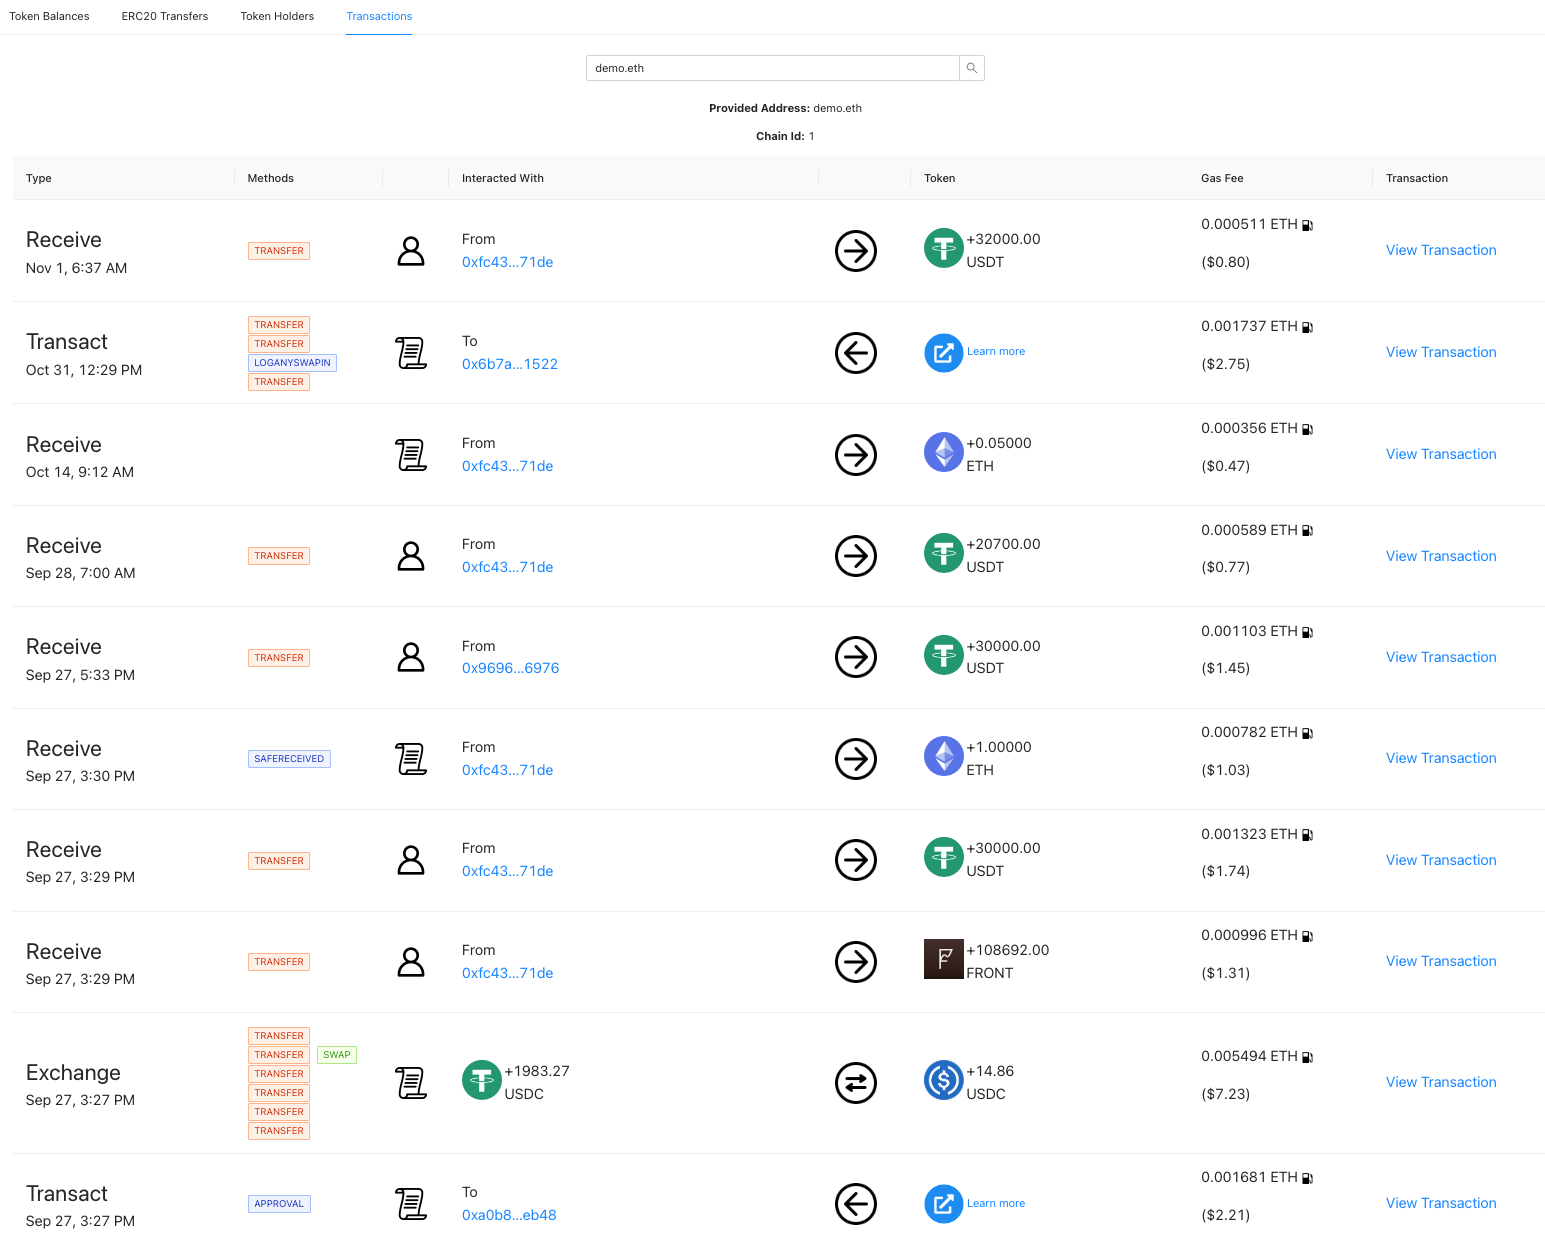 Token Balances ERC20 Transfers Token Holders Transactions
demo.eth
Provided Address: demo.eth
Chain Id: 1
Type Methods Interacted With Token Gas Fee Transaction
Receive
Nov 1, 6:37 AM
TRANSFER
From
0xfc43...71de
+32000.00
USDT
0.000511 ETH
($0.80)
View Transaction
Transact
Oct 31, 12:29 PM
TRANSFER
TRANSFER
LOGANYSWAPIN
TRANSFER
To
0x6b7a...1522
Learn more
0.001737 ETH
($2.75)
View Transaction
Receive
Oct 14, 9:12 AM
From
0xfc43...71de
+0.05000
ETH
0.000356 ETH
($0.47)
View Transaction
Receive
Sep 28, 7:00 AM
TRANSFER
From
0xfc43...71de
+20700.00
USDT
0.000589 ETH
($0.77)
View Transaction
Receive
Sep 27, 5:33 PM
TRANSFER
From
0x9696...6976
+30000.00
USDT
0.001103 ETH
($1.45)
View Transaction
Receive
Sep 27, 3:30 PM
SAFERECEIVED
From
0xfc43...71de
+1.00000
ETH
0.000782 ETH
($1.03)
View Transaction
Receive
Sep 27, 3:29 PM
TRANSFER
From
0xfc43...71de
+30000.00
USDT
0.001323 ETH
($1.74)
View Transaction
Receive
Sep 27, 3:29 PM
TRANSFER
From
0xfc43...71de
+108692.00
FRONT
0.000996 ETH
($1.31)
View Transaction
Exchange
Sep 27, 3:27 PM
TRANSFER
TRANSFER SWAP
TRANSFER
TRANSFER
TRANSFER
TRANSFER
+1983.27
USDC
+14.86
USDC
0.005494 ETH
($7.23)
View Transaction
Transact
Sep 27, 3:27 PM
APPROVAL
To
0xa0b8...eb48
Learn more
0.001681 ETH
($2.21)
View Transaction